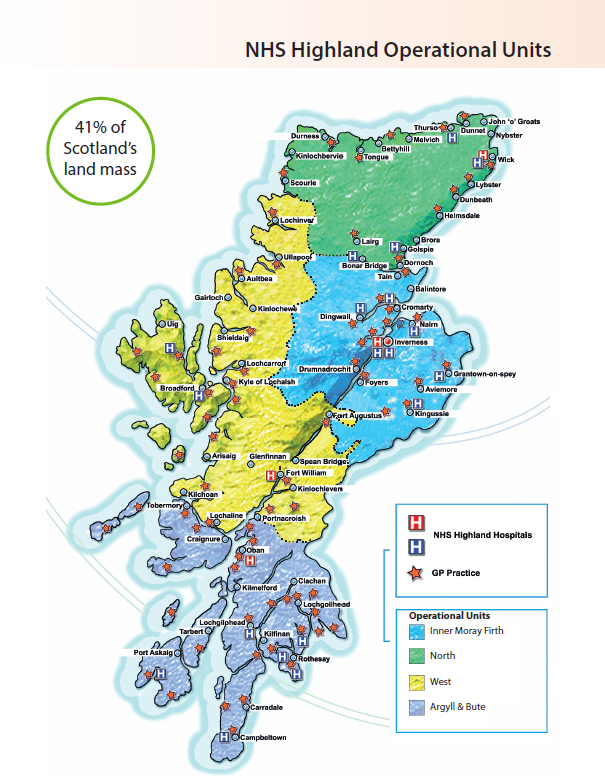 NHS Highland Operational Units
41% of
Scotland's
land mass
John 'o' Groats
Thurso
Dunnet
Nybster
Durness
Melvich
Bettyhill
Kinlochbervie
Tongue
Wick
Scourie
Lybster
Dunbeath
Helmsdale
Lochinver
Lairg
Brora
Golspie
Ullapool
Bonar Bridge
Dornoch
Tain
Aultbea
Balintore
Gairloch
Kinlochewe
Cromarty
Dingwall
Uig
Nairn
Shieldaig
Inverness
H
Lochcarron
Drumnadrochit
Grantown-on-spey
Broadford
Kyle of Lochalsh
Foyers
Aviemore
Fort Augustus
Kingussie
Arisaig
Glenfinnan
Spean Bridge
Fort William
Kinlochleven
Kilchoan
Tobermory
Lochaline
Portnacroish
Craignure
Oban
Kilmelford
Clachan
Lochgoilhead
Lochgilphead
Tarbert
Kilfinan
Port Askaig
Rothesay
Carradale
Campbeltown
H
NHS Highland Hospitals
H
GP Practice
Operational Units
Inner Moray Firth
North
West
Argyll & Bute